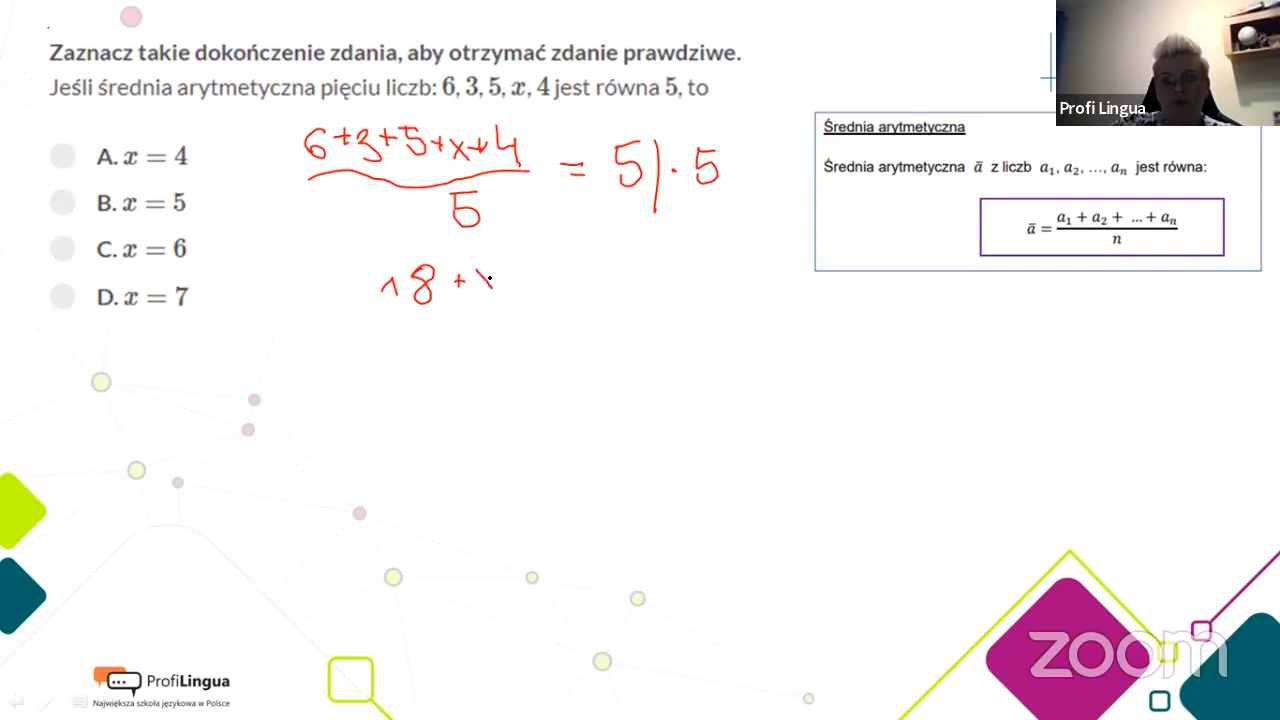 Zaznacz takie dokończenie zdania, aby otrzymać zdanie prawdziwe.
Jeśli średnia arytmetyczna pięciu liczb: 6, 3, 5, x, 4 jest równa 5, to
A. x = 4
B. x = 5
C. x = 6
D. x = 7
6+3+5+x+4
5
= 5 | · 5
18 + x
Profi Lingua
Średnia arytmetyczna
Średnia arytmetyczna ā z liczb a₁, a₂, …, aₙ jest równa:
ā = (a₁ + a₂ + … + aₙ)/n
ProfiLingua
Największa szkoła językowa w Polsce
zoom